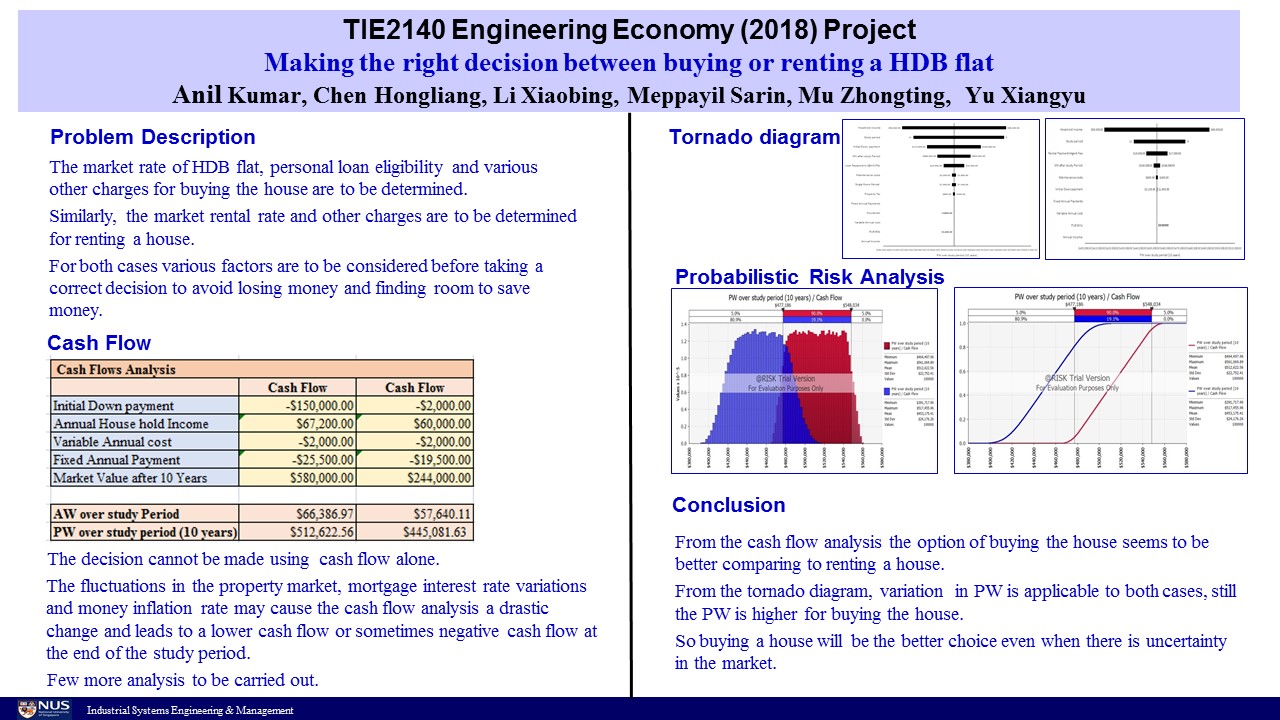 TIE2140 Engineering Economy (2018) Project
Making the right decision between buying or renting a HDB flat
Anil Kumar, Chen Hongliang, Li Xiaobing, Meppayil Sarin, Mu Zhongting, Yu Xiangyu
Problem Description
The market rate of HDB flat, personal loan eligibility and various
other charges for buying the house are to be determined.
Similarly, the market rental rate and other charges are to be determined
for renting a house.
For both cases various factors are to be considered before taking a
correct decision to avoid losing money and finding room to save
money.
Cash Flow
Cash Flows Analysis
Cash Flow Cash Flow
Initial Down payment -$150,000.00 -$2,000.00
Annual House hold Income $67,200.00 $60,000.00
Variable Annual cost -$2,000.00 -$2,000.00
Fixed Annual Payment -$25,500.00 -$19,500.00
Market Value after 10 Years $580,000.00 $244,000.00
AW over study Period $66,386.97 $57,640.11
PW over study period (10 years) $512,622.56 $445,081.63
The decision cannot be made using cash flow alone.
The fluctuations in the property market, mortgage interest rate variations
and money inflation rate may cause the cash flow analysis a drastic
change and leads to a lower cash flow or sometimes negative cash flow at
the end of the study period.
Few more analysis to be carried out.
Tornado diagram
Probabilistic Risk Analysis
PW over study period (10 years) / Cash Flow
$477,186 $548,034
5.0% 90.0% 5.0%
80.9% 19.1% 0.0%
@RISK Trial Version
For Evaluation Purposes Only
PW over study period (10 years) / Cash Flow
$477,186 $548,034
5.0% 90.0% 5.0%
80.9% 19.1% 0.0%
@RISK Trial Version
For Evaluation Purposes Only
Conclusion
From the cash flow analysis the option of buying the house seems to be
better comparing to renting a house.
From the tornado diagram, variation in PW is applicable to both cases, still
the PW is higher for buying the house.
So buying a house will be the better choice even when there is uncertainty
in the market.
NUS
Industrial Systems Engineering & Management